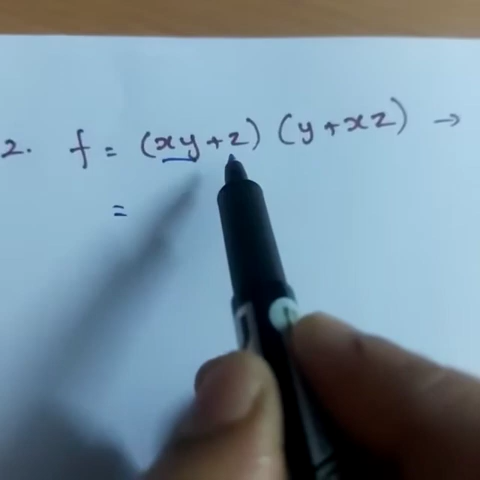 2. f = (xy+z) (y+xz) →
=